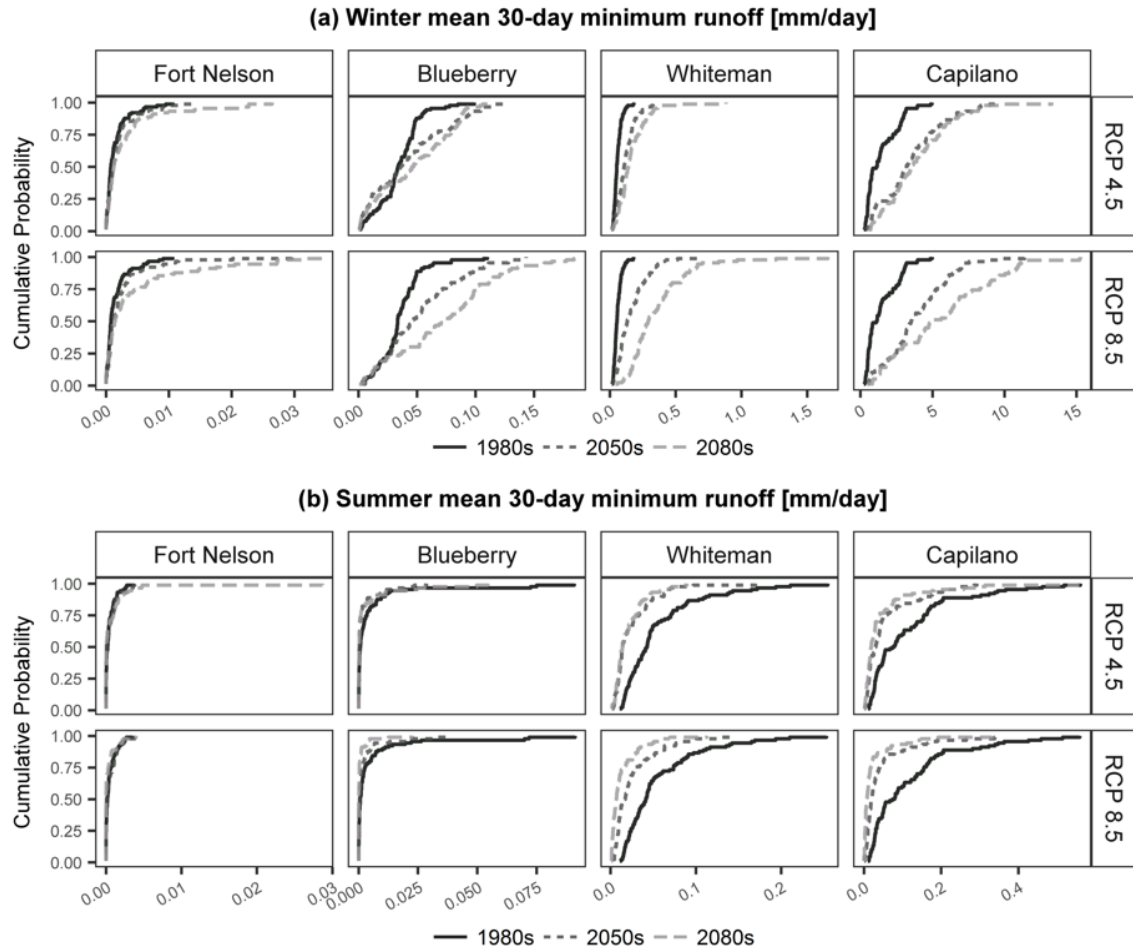 (a) Winter mean 30-day minimum runoff [mm/day]
Fort Nelson Blueberry Whiteman Capilano
Cumulative Probability
1.00
0.75
0.50
0.25
0.00
RCP 4.5
1.00
0.75
0.50
0.25
0.00
RCP 8.5
0.00 0.01 0.02 0.03 0.00 0.05 0.10 0.15 0.0 0.5 1.0 1.5 0 5 10 15
1980s 2050s 2080s
(b) Summer mean 30-day minimum runoff [mm/day]
Fort Nelson Blueberry Whiteman Capilano
Cumulative Probability
1.00
0.75
0.50
0.25
0.00
RCP 4.5
1.00
0.75
0.50
0.25
0.00
RCP 8.5
0.00 0.01 0.02 0.03 0.000 0.025 0.050 0.075 0.0 0.1 0.2 0.0 0.2 0.4
1980s 2050s 2080s